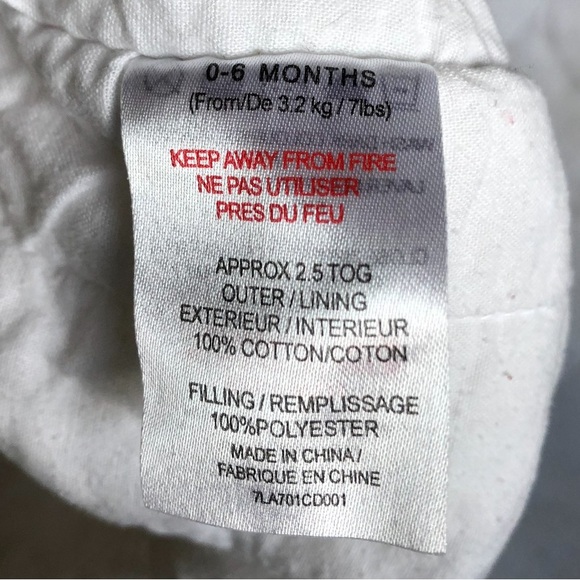 0-6 MONTHS
(From/De 3.2 kg / 7lbs)
KEEP AWAY FROM FIRE
NE PAS UTILISER
PRES DU FEU
APPROX 2.5 TOG
OUTER / LINING
EXTERIEUR / INTERIEUR
100% COTTON/COTON
FILLING / REMPLISSAGE
100%POLYESTER
MADE IN CHINA /
FABRIQUE EN CHINE
7LA701CD001